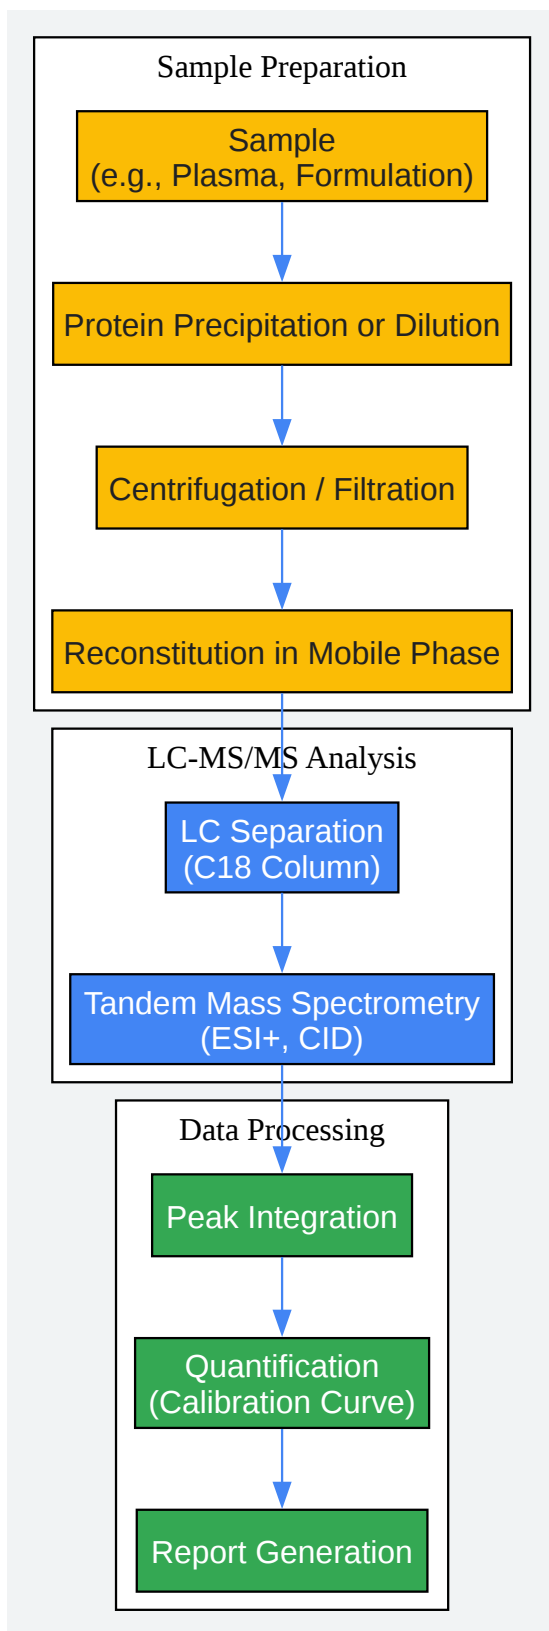 Sample Preparation
Sample
(e.g., Plasma, Formulation)
Protein Precipitation or Dilution
Centrifugation / Filtration
Reconstitution in Mobile Phase
LC-MS/MS Analysis
LC Separation
(C18 Column)
Tandem Mass Spectrometry
(ESI+, CID)
Data Processing
Peak Integration
Quantification
(Calibration Curve)
Report Generation